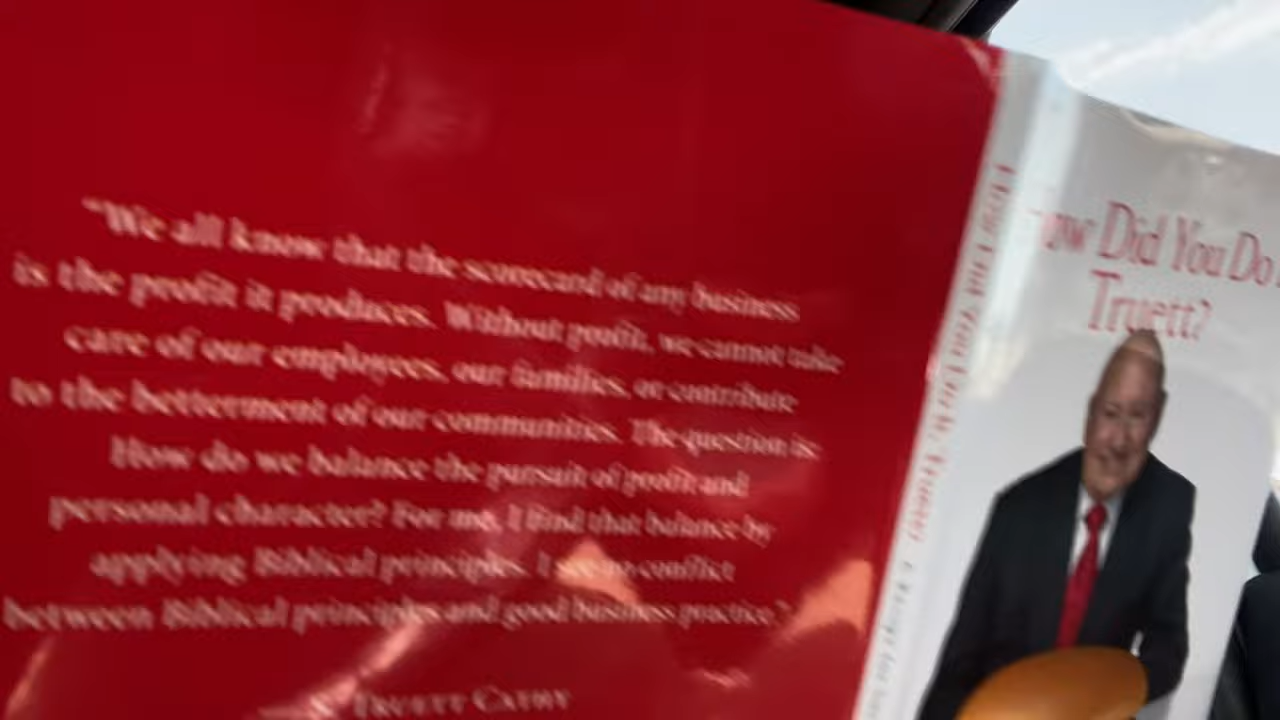 "We all know that the scorecard of any business
is the profit it produces. Without profit, we cannot take
care of our employees, our families, or contribute
to the betterment of our communities. The question is:
How do we balance the pursuit of profit and
personal character? For me, I find that balance by
applying Biblical principles. I see no conflict
between Biblical principles and good business practice."
Truett Cathy
Did You Do
Truett?